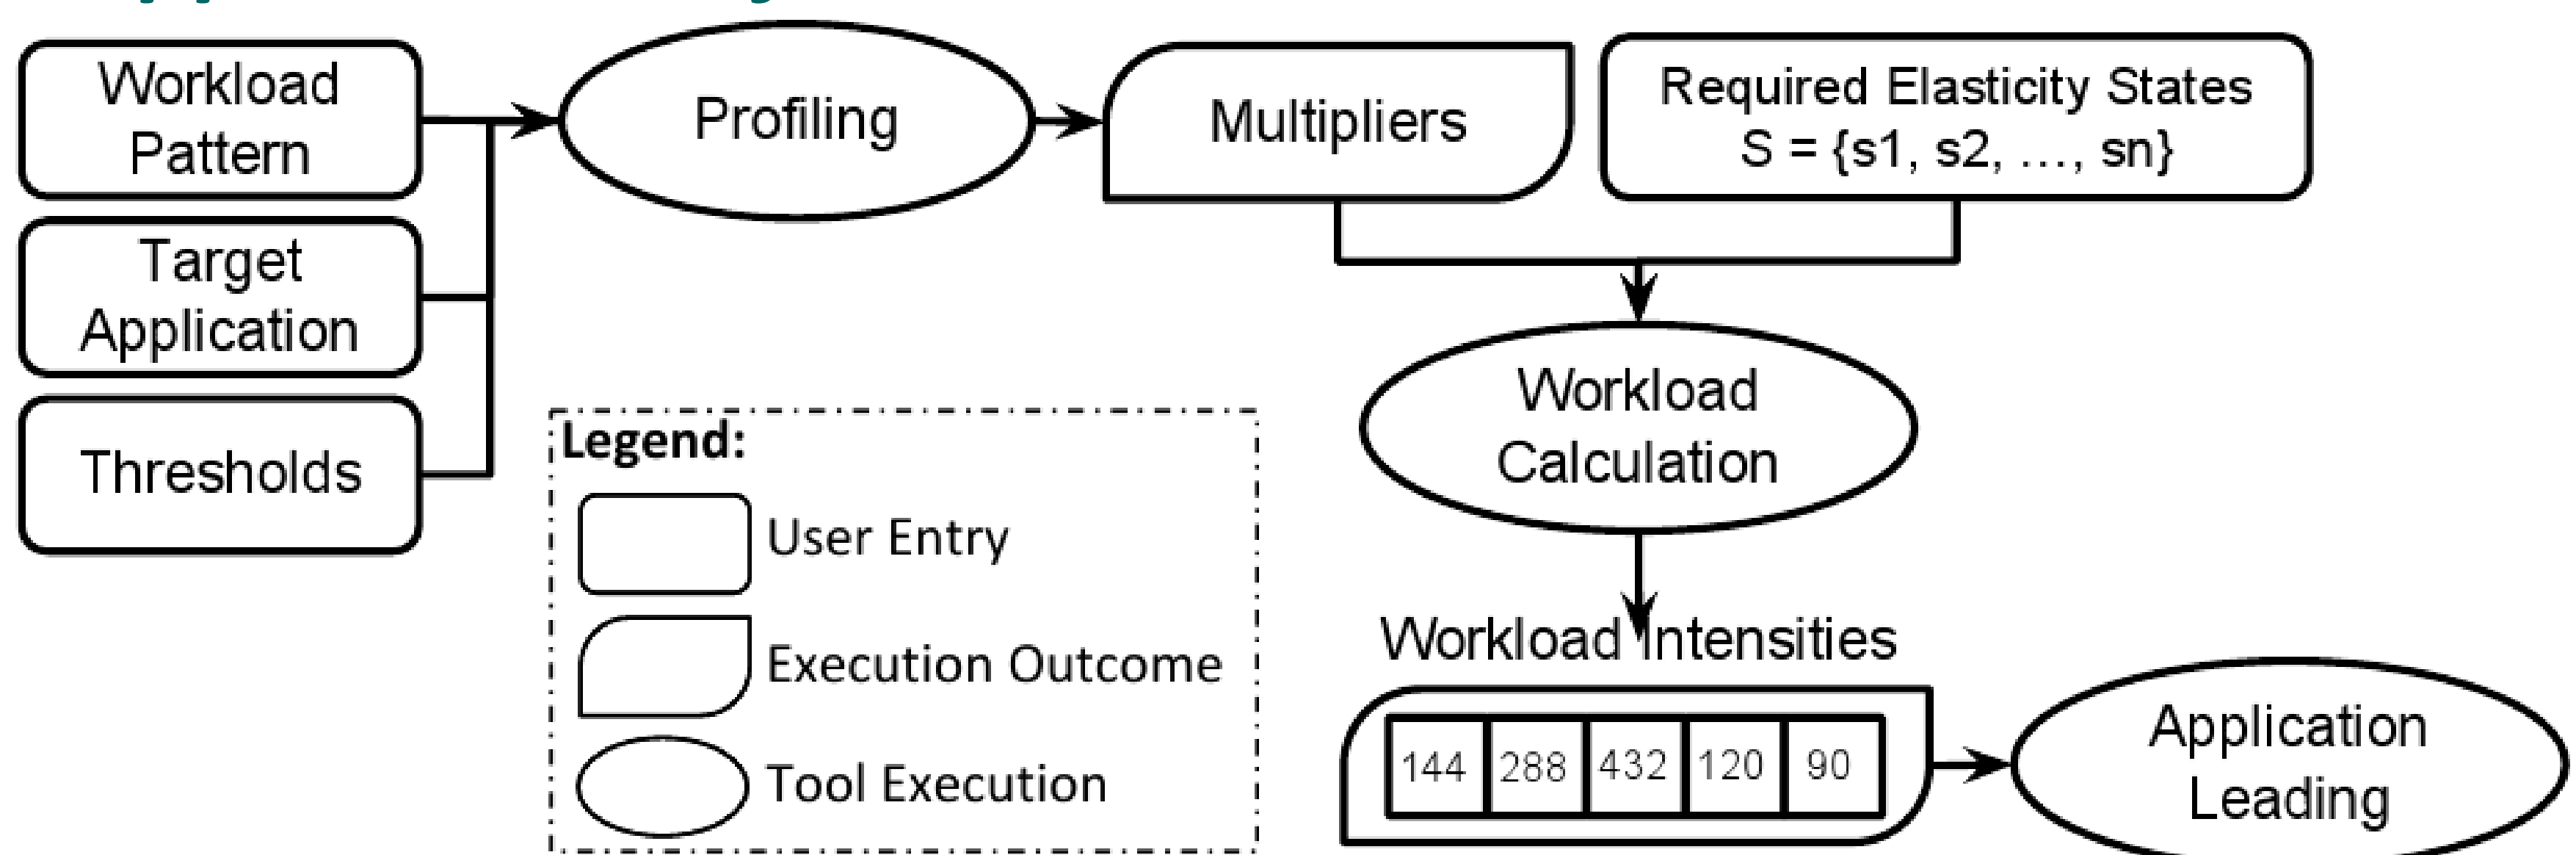 Workload
Pattern
Profiling
Multipliers
Required Elasticity States
S = {s1, s2, ..., sn}
Target
Application
Thresholds
Legend:
User Entry
Execution Outcome
Tool Execution
Workload
Calculation
Workload Intensities
144 288 432 120 90
Application
Leading